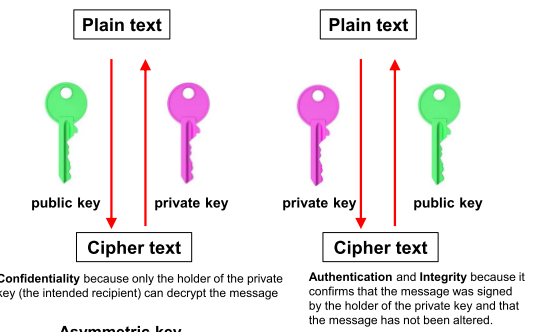 Plain text
Plain text
public key
private key
private key
public key
Cipher text
Cipher text
Confidentiality because only the holder of the private
key (the intended recipient) can decrypt the message
Authentication and Integrity because it
confirms that the message was signed
by the holder of the private key and that
the message has not been altered.
Asymmetric key